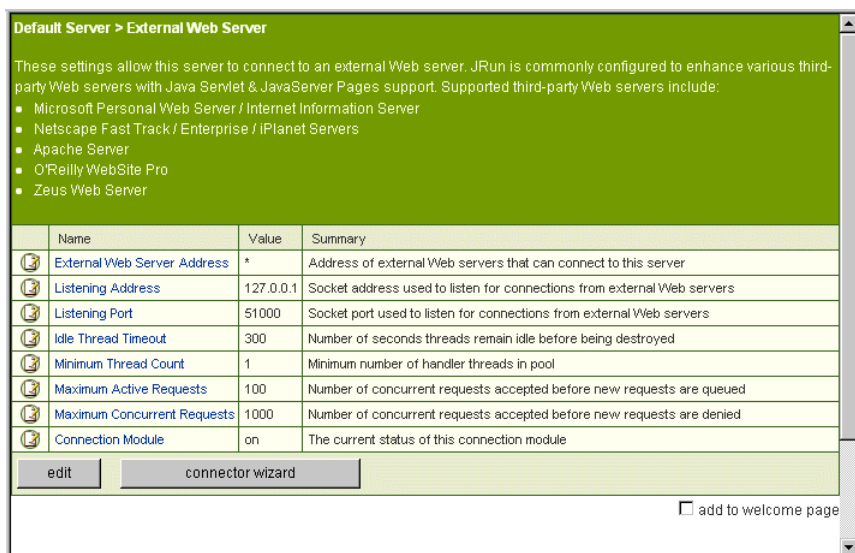 Default Server > External Web Server
These settings allow this server to connect to an external Web server. JRun is commonly configured to enhance various third-
party Web servers with Java Servlet & JavaServer Pages support. Supported third-party Web servers include:
Microsoft Personal Web Server / Internet Information Server
Netscape Fast Track / Enterprise / iPlanet Servers
Apache Server
O'Reilly WebSite Pro
Zeus Web Server
Name Value Summary
External Web Server Address * Address of external Web servers that can connect to this server
Listening Address 127.0.0.1 Socket address used to listen for connections from external Web servers
Listening Port 51000 Socket port used to listen for connections from external Web servers
Idle Thread Timeout 300 Number of seconds threads remain idle before being destroyed
Minimum Thread Count 1 Minimum number of handler threads in pool
Maximum Active Requests 100 Number of concurrent requests accepted before new requests are queued
Maximum Concurrent Requests 1000 Number of concurrent requests accepted before new requests are denied
Connection Module on The current status of this connection module
edit connector wizard
add to welcome page